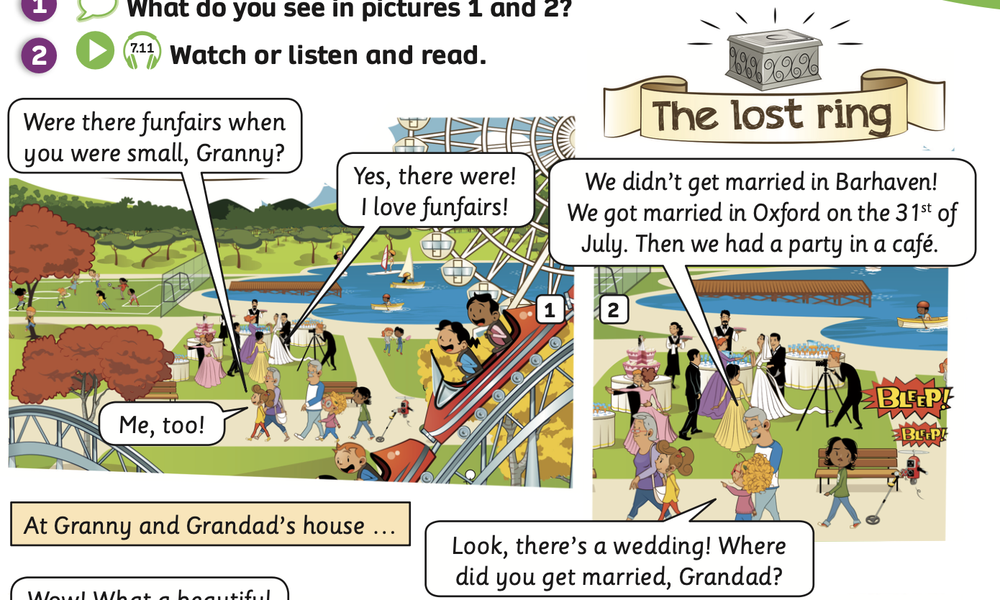 1 What do you see in pictures 1 and 2?
2 7.11 Watch or listen and read.
The lost ring
Were there funfairs when
you were small, Granny?
Yes, there were!
I love funfairs!
Me, too!
1
2
Look, there's a wedding! Where
did you get married, Grandad?
We didn't get married in Barhaven!
We got married in Oxford on the 31st of
July. Then we had a party in a café.
BLEEP!
BLEEP!
At Granny and Grandad's house ...
Wow! What a beautiful